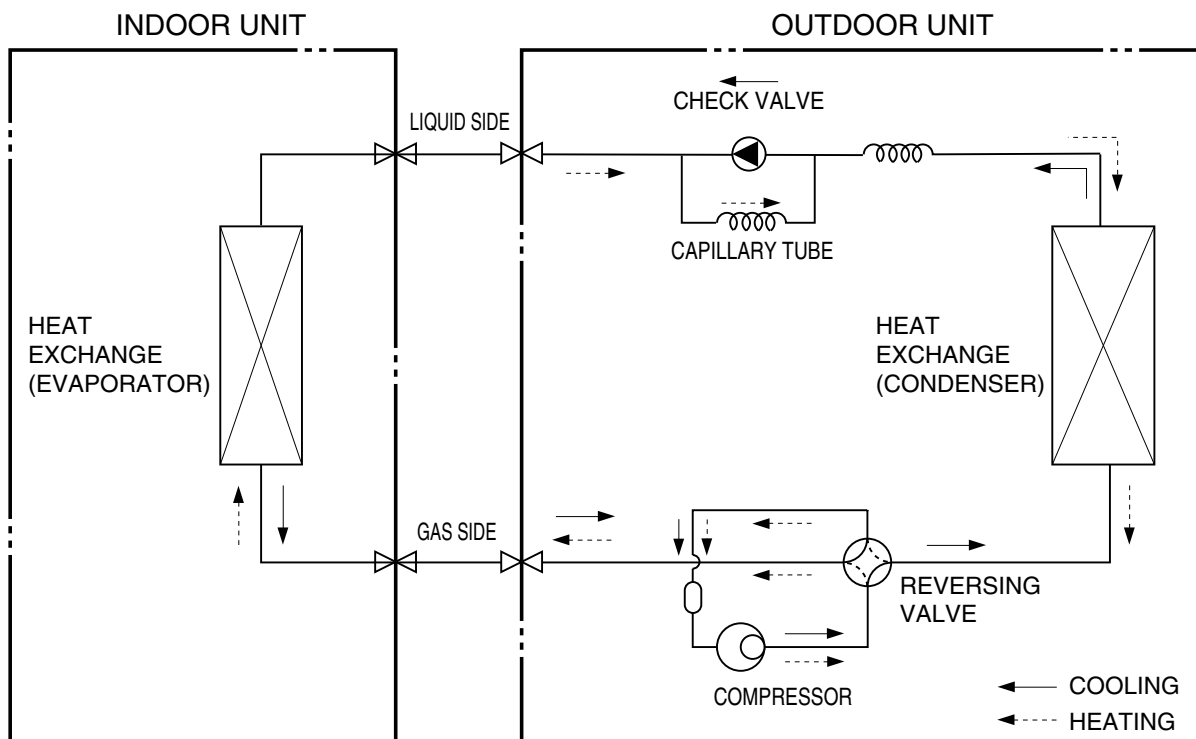 INDOOR UNIT
OUTDOOR UNIT
CHECK VALVE
LIQUID SIDE
CAPILLARY TUBE
HEAT
EXCHANGE
(EVAPORATOR)
HEAT
EXCHANGE
(CONDENSER)
GAS SIDE
REVERSING
VALVE
COMPRESSOR
COOLING
HEATING